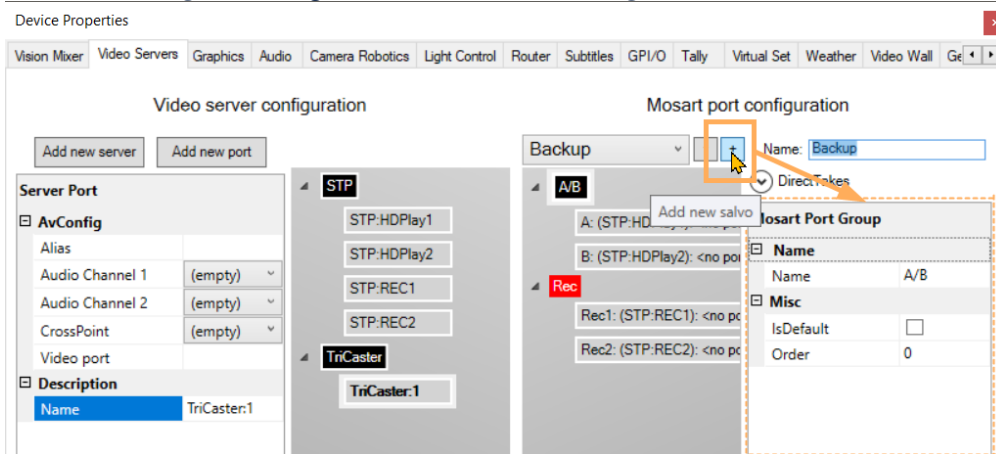 Device Properties
Vision Mixer Video Servers Graphics Audio Camera Robotics Light Control Router Subtitles GPI/O Tally Virtual Set Weather Video Wall Ge
Video server configuration
Mosart port configuration
Add new server Add new port
Backup + Name: Backup
DirectTakes
Add new salvo
Server Port
AvConfig
Alias
Audio Channel 1 (empty)
Audio Channel 2 (empty)
CrossPoint (empty)
Video port
Description
Name TriCaster:1
STP
STP:HDPlay1
STP:HDPlay2
STP:REC1
STP:REC2
TriCaster
TriCaster:1
A/B
A: (STP:HDPlay1): <no
B: (STP:HDPlay2): <no por
Rec
Rec1: (STP:REC1): <no po
Rec2: (STP:REC2): <no po
Mosart Port Group
Name
Name A/B
Misc
IsDefault
Order 0